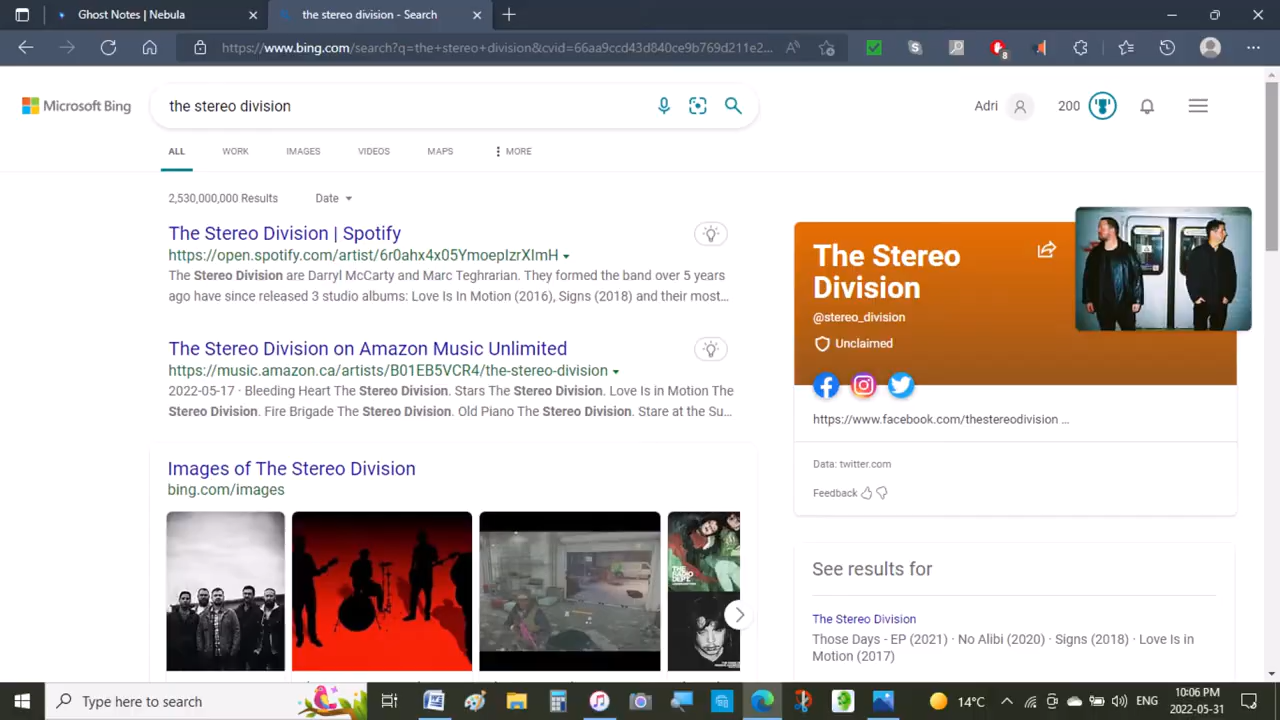 Ghost Notes | Nebula
the stereo division - Search
https://www.bing.com/search?q=the+stereo+division&cvid=66aa9ccd43d840ce9b769d211e2...
8
Microsoft Bing
the stereo division
Adri
200
ALL
WORK
IMAGES
VIDEOS
MAPS
MORE
2,530,000,000 Results
Date
The Stereo Division | Spotify
https://open.spotify.com/artist/6r0ahx4x05YmoepIzrXImH
The Stereo Division are Darryl McCarty and Marc Teghrarian. They formed the band over 5 years
ago have since released 3 studio albums: Love Is In Motion (2016), Signs (2018) and their most...
The Stereo Division on Amazon Music Unlimited
https://music.amazon.ca/artists/B01EB5VCR4/the-stereo-division
2022-05-17 · Bleeding Heart The Stereo Division. Stars The Stereo Division. Love Is in Motion The
Stereo Division. Fire Brigade The Stereo Division. Old Piano The Stereo Division. Stare at the Su...
Images of The Stereo Division
bing.com/images
The Stereo
Division
@stereo_division
Unclaimed
https://www.facebook.com/thestereodivision ...
Data: twitter.com
Feedback
See results for
The Stereo Division
Those Days - EP (2021) · No Alibi (2020) · Signs (2018) · Love Is in
Motion (2017)
Type here to search
14°C
ENG
10:06 PM
2022-05-31